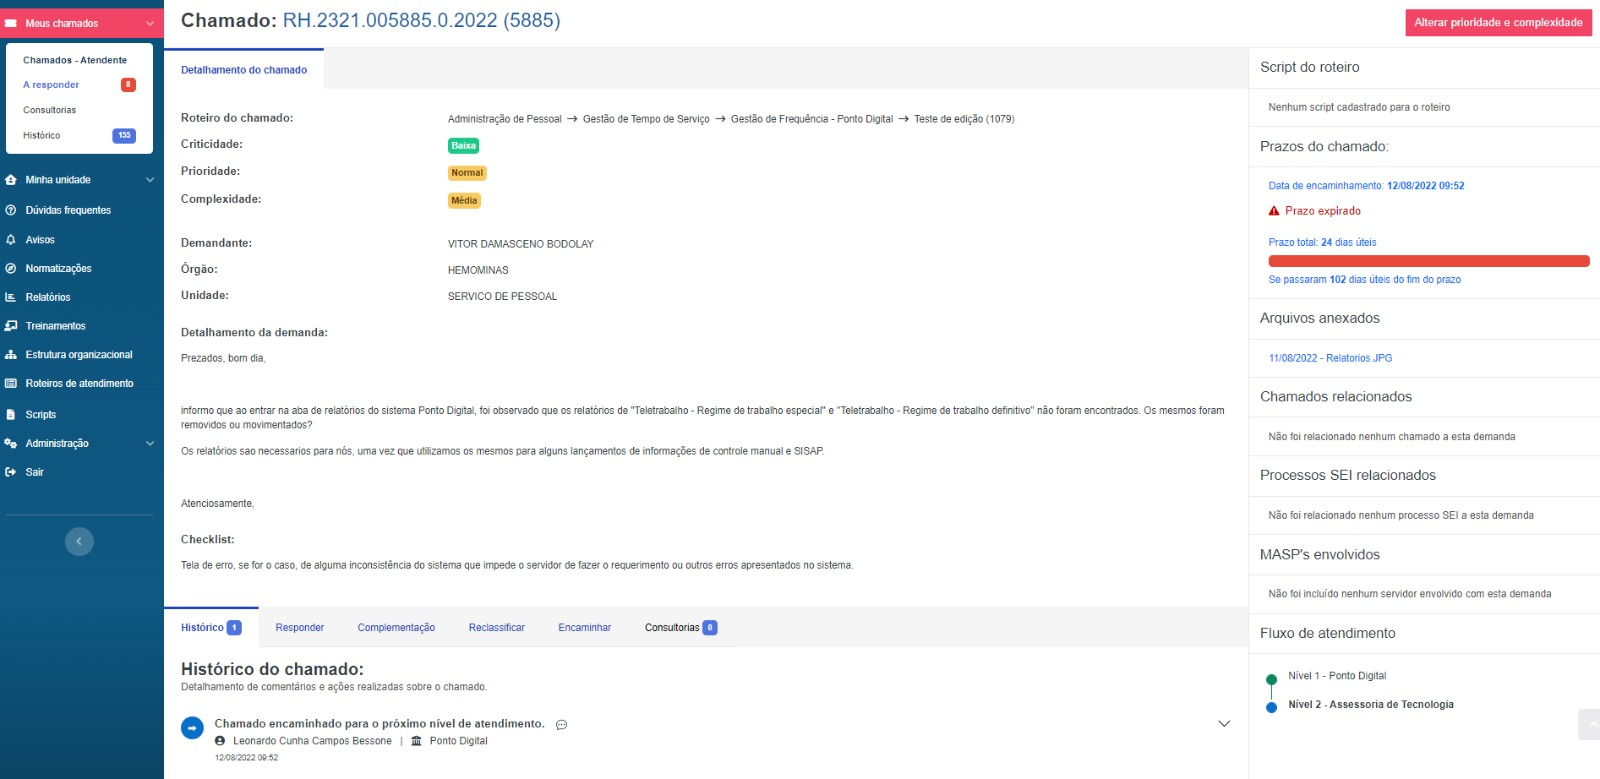 Meus chamados
Chamados - Atendente
A responder 8
Consultorias
Histórico 155
Minha unidade
Dúvidas frequentes
Avisos
Normatizações
Relatórios
Treinamentos
Estrutura organizacional
Roteiros de atendimento
Scripts
Administração
Sair
Chamado: RH.2321.005885.0.2022 (5885)
Alterar prioridade e complexidade
Detalhamento do chamado
Roteiro do chamado: Administração de Pessoal → Gestão de Tempo de Serviço → Gestão de Frequência - Ponto Digital → Teste de edição (1079)
Criticidade: Baixa
Prioridade: Normal
Complexidade: Média
Demandante: VITOR DAMASCENO BODOLAY
Órgão: HEMOMINAS
Unidade: SERVICO DE PESSOAL
Detalhamento da demanda:
Prezados, bom dia,
informo que ao entrar na aba de relatórios do sistema Ponto Digital, foi observado que os relatórios de "Teletrabalho - Regime de trabalho especial" e "Teletrabalho - Regime de trabalho definitivo" não foram encontrados. Os mesmos foram
removidos ou movimentados?
Os relatórios sao necessarios para nós, uma vez que utilizamos os mesmos para alguns lançamentos de informações de controle manual e SISAP.
Atenciosamente,
Checklist:
Tela de erro, se for o caso, de alguma inconsistência do sistema que impede o servidor de fazer o requerimento ou outros erros apresentados no sistema.
Histórico 1 Responder Complementação Reclassificar Encaminhar Consultorias 0
Histórico do chamado:
Detalhamento de comentários e ações realizadas sobre o chamado.
Chamado encaminhado para o próximo nível de atendimento.
Leonardo Cunha Campos Bessone | Ponto Digital
12/08/2022 09:52
Script do roteiro
Nenhum script cadastrado para o roteiro
Prazos do chamado:
Data de encaminhamento: 12/08/2022 09:52
Prazo expirado
Prazo total: 24 dias úteis
Se passaram 102 dias úteis do fim do prazo
Arquivos anexados
11/08/2022 - Relatorios.JPG
Chamados relacionados
Não foi relacionado nenhum chamado a esta demanda
Processos SEI relacionados
Não foi relacionado nenhum processo SEI a esta demanda
MASP's envolvidos
Não foi incluído nenhum servidor envolvido com esta demanda
Fluxo de atendimento
Nível 1 - Ponto Digital
Nível 2 - Assessoria de Tecnologia